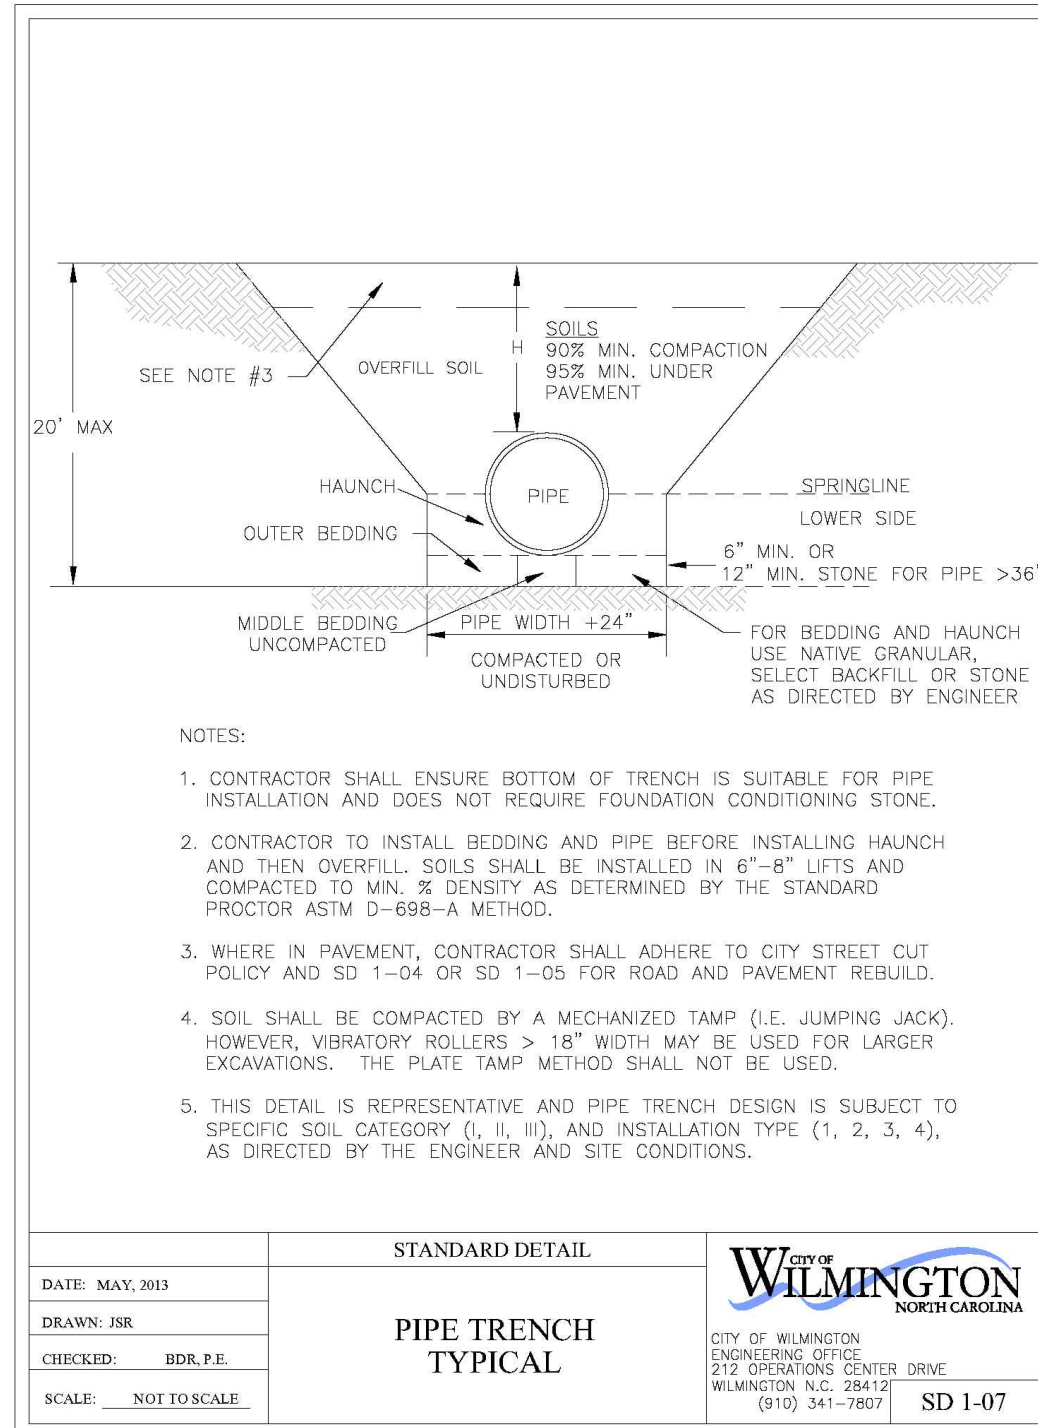 SEE NOTE #3
OVERFILL SOIL
H
SOILS
90% MIN. COMPACTION
95% MIN. UNDER
PAVEMENT
20' MAX
HAUNCH
PIPE
SPRINGLINE
OUTER BEDDING
LOWER SIDE
6" MIN. OR
12" MIN. STONE FOR PIPE >36"
MIDDLE BEDDING
UNCOMPACTED
PIPE WIDTH +24"
COMPACTED OR
UNDISTURBED
FOR BEDDING AND HAUNCH
USE NATIVE GRANULAR,
SELECT BACKFILL OR STONE
AS DIRECTED BY ENGINEER
NOTES:
1. CONTRACTOR SHALL ENSURE BOTTOM OF TRENCH IS SUITABLE FOR PIPE
INSTALLATION AND DOES NOT REQUIRE FOUNDATION CONDITIONING STONE.
2. CONTRACTOR TO INSTALL BEDDING AND PIPE BEFORE INSTALLING HAUNCH
AND THEN OVERFILL. SOILS SHALL BE INSTALLED IN 6"-8" LIFTS AND
COMPACTED TO MIN. % DENSITY AS DETERMINED BY THE STANDARD
PROCTOR ASTM D-698-A METHOD.
3. WHERE IN PAVEMENT, CONTRACTOR SHALL ADHERE TO CITY STREET CUT
POLICY AND SD 1-04 OR SD 1-05 FOR ROAD AND PAVEMENT REBUILD.
4. SOIL SHALL BE COMPACTED BY A MECHANIZED TAMP (I.E. JUMPING JACK).
HOWEVER, VIBRATORY ROLLERS > 18" WIDTH MAY BE USED FOR LARGER
EXCAVATIONS. THE PLATE TAMP METHOD SHALL NOT BE USED.
5. THIS DETAIL IS REPRESENTATIVE AND PIPE TRENCH DESIGN IS SUBJECT TO
SPECIFIC SOIL CATEGORY (I, II, III), AND INSTALLATION TYPE (1, 2, 3, 4),
AS DIRECTED BY THE ENGINEER AND SITE CONDITIONS.
DATE: MAY, 2013
DRAWN: JSR
CHECKED: BDR, P.E.
SCALE: NOT TO SCALE
STANDARD DETAIL
PIPE TRENCH
TYPICAL
CITY OF
WILMINGTON
NORTH CAROLINA
CITY OF WILMINGTON
ENGINEERING OFFICE
212 OPERATIONS CENTER DRIVE
WILMINGTON N.C. 28412
(910) 341-7807
SD 1-07